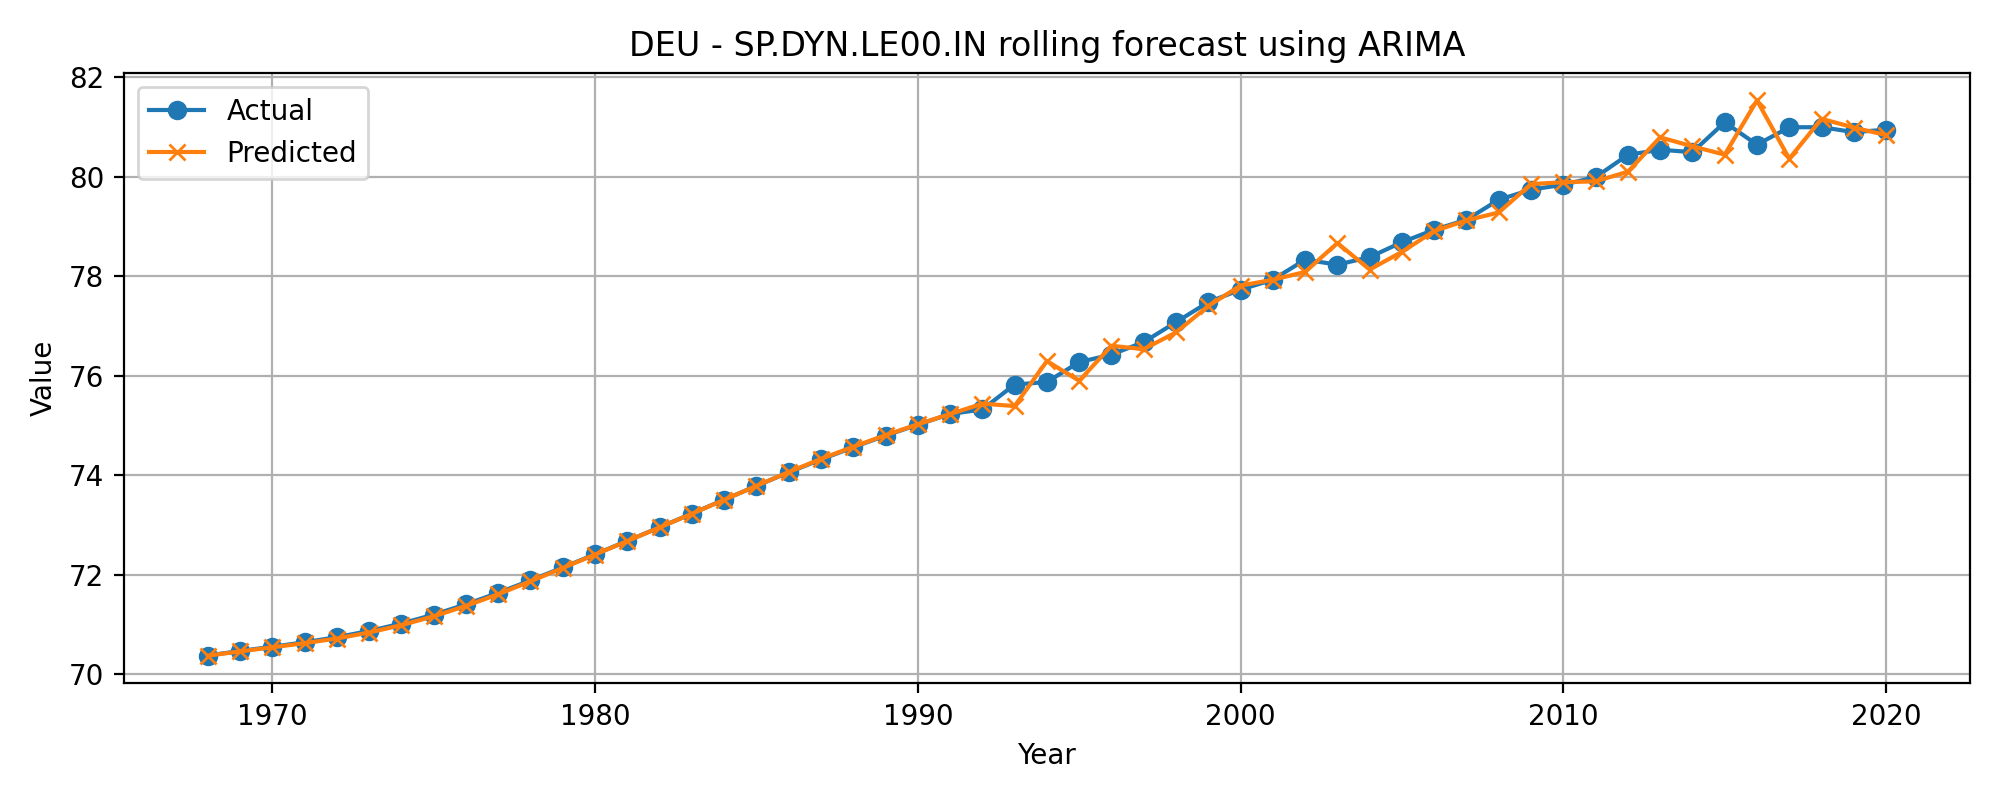 DEU - SP.DYN.LE00.IN rolling forecast using ARIMA
Actual
Predicted
Value
82
80
78
76
74
72
70
1970 1980 1990 2000 2010 2020
Year